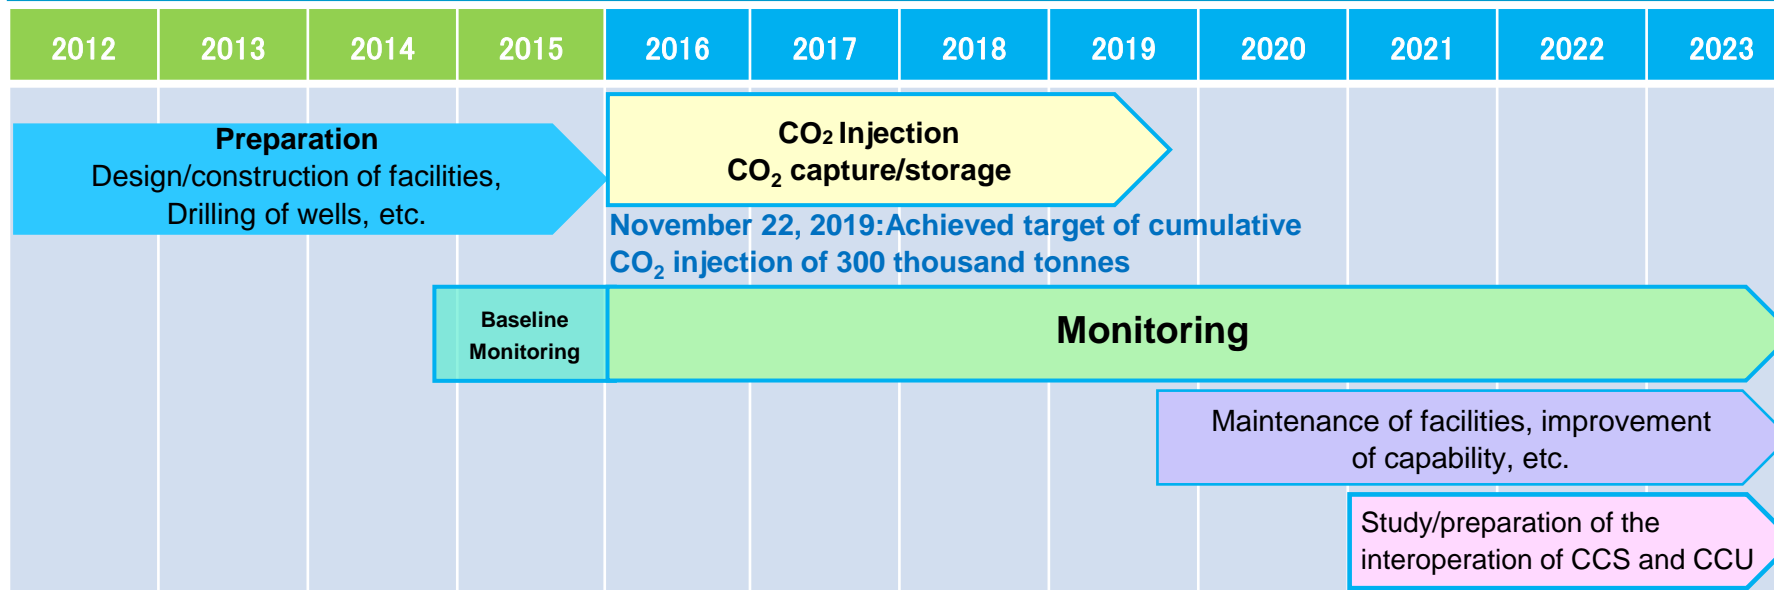 2012 2013 2014 2015 2016 2017 2018 2019 2020 2021 2022 2023
Preparation
Design/construction of facilities,
Drilling of wells, etc.
CO₂ Injection
CO₂ capture/storage
November 22, 2019:Achieved target of cumulative
CO₂ injection of 300 thousand tonnes
Baseline
Monitoring
Monitoring
Maintenance of facilities, improvement
of capability, etc.
Study/preparation of the
interoperation of CCS and CCU